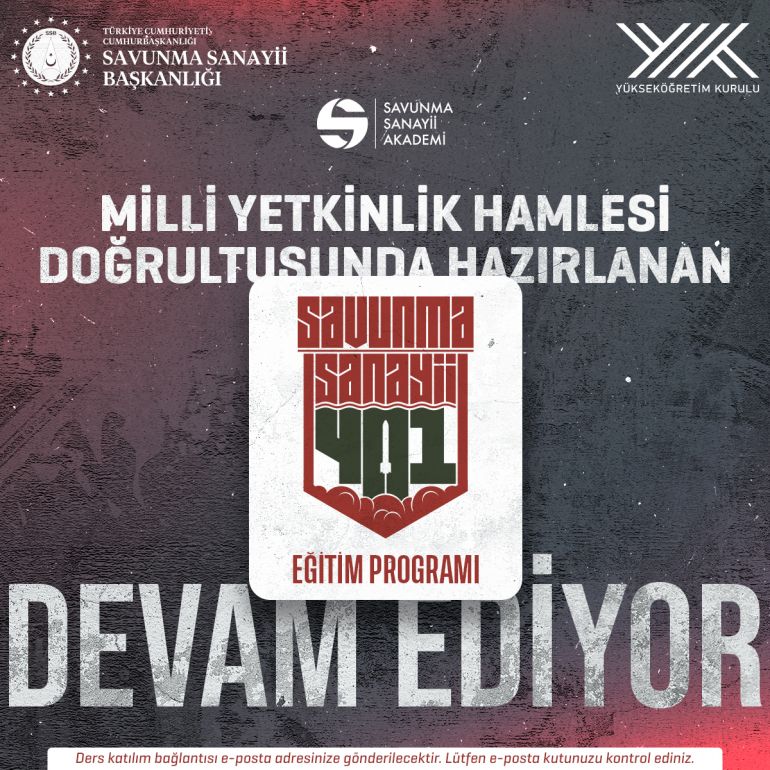 SSB
TÜRKİYE CUMHURİYETİ
CUMHURBAŞKANLIĞI
SAVUNMA SANAYİİ
BAŞKANLIĞI
YÖK
YÜKSEKÖĞRETİM KURULU
S
SAVUNMA
SANAYİİ
AKADEMİ
MİLLİ YETKİNLİK HAMLESİ
DOĞRULTUSUNDA HAZIRLANAN
SAVUNMA
SANAYİİ
401
EĞİTİM PROGRAMI
DEVAM EDİYOR
Ders katılım bağlantısı e-posta adresinize gönderilecektir. Lütfen e-posta kutunuzu kontrol ediniz.